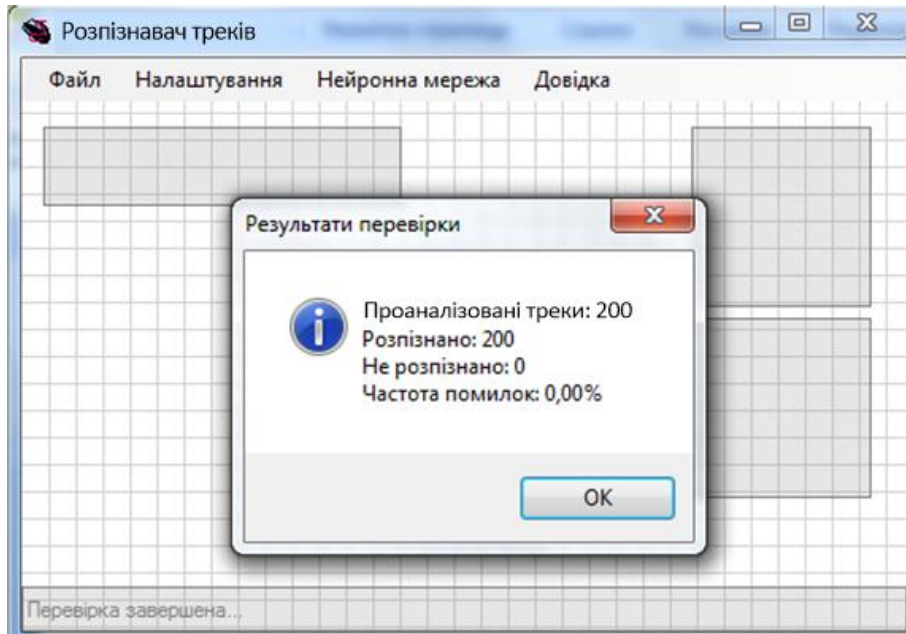 Розпізнавач треків
Файл Налаштування Нейронна мережа Довідка
Результати перевірки
Проаналізовані треки: 200
Розпізнано: 200
Не розпізнано: 0
Частота помилок: 0,00%
OK
Перевірка завершена...